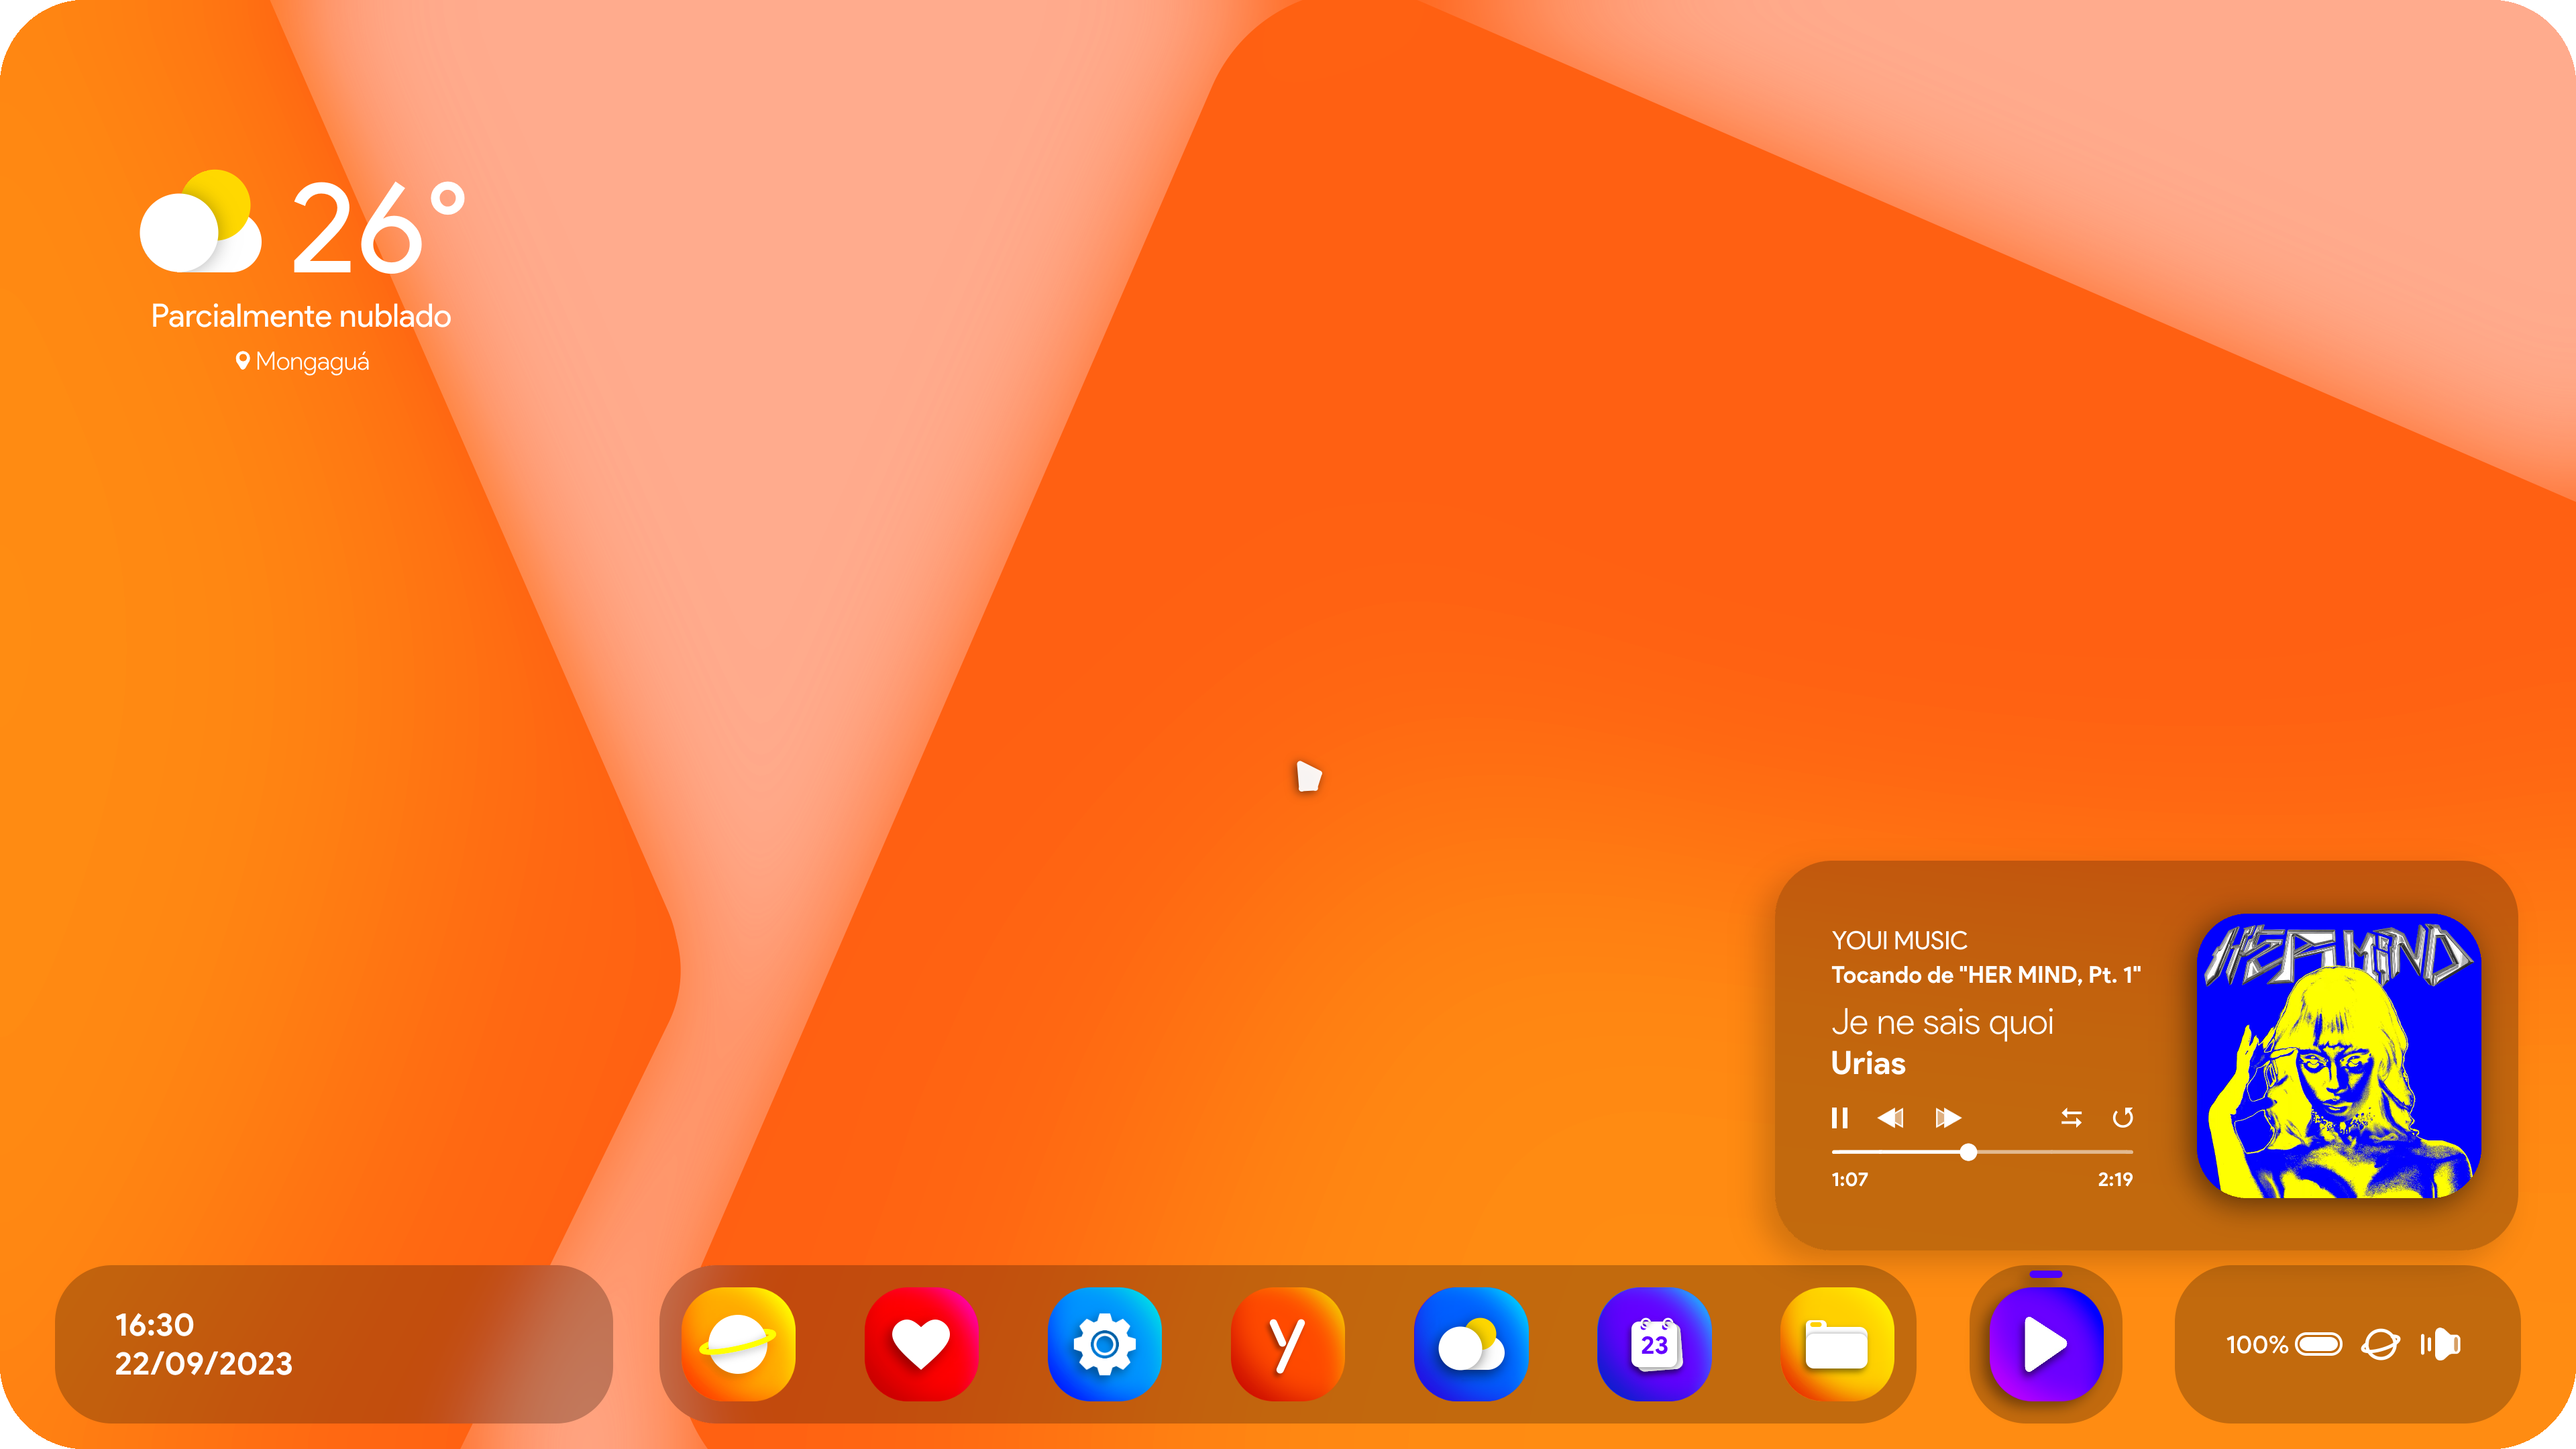 26°
Parcialmente nublado
Mongaguá
YOUI MUSIC
Tocando de "HER MIND, Pt. 1"
Je ne sais quoi
Urias
1:07
2:19
HER MIND
16:30
22/09/2023
y
23
100%